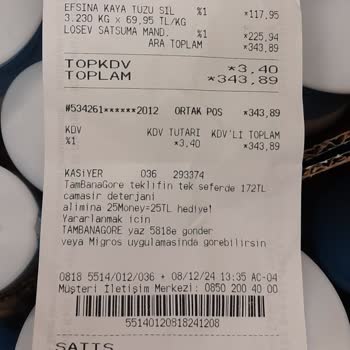 EFSINA KAYA TUZU SIL %1 *117,95
3.230 KG x 69,95 TL/KG
LOSEV SATSUMA MAND. %1 *225,94
ARA TOPLAM *343,89
TOPKDV *3,40
TOPLAM *343,89
#534261******2012 ORTAK POS *343,89
KDV KDV TUTARI KDV'Lİ TOPLAM
%1 *3,40 *343,89
KASİYER 036 293374
TamBanaGore teklifin tek seferde 172TL
camasir deterjani
alimina 25Money=25TL hediye!
Yararlanmak icin
TAMBANAGORE yaz 5818e gonder
veya Migros uygulamasinda görebilirsin
0818 5514/012/036 + 08/12/24 13:35 AC-04
Müşteri İletişim Merkezi: 0850 200 40 00
55140120818241208
SATIS